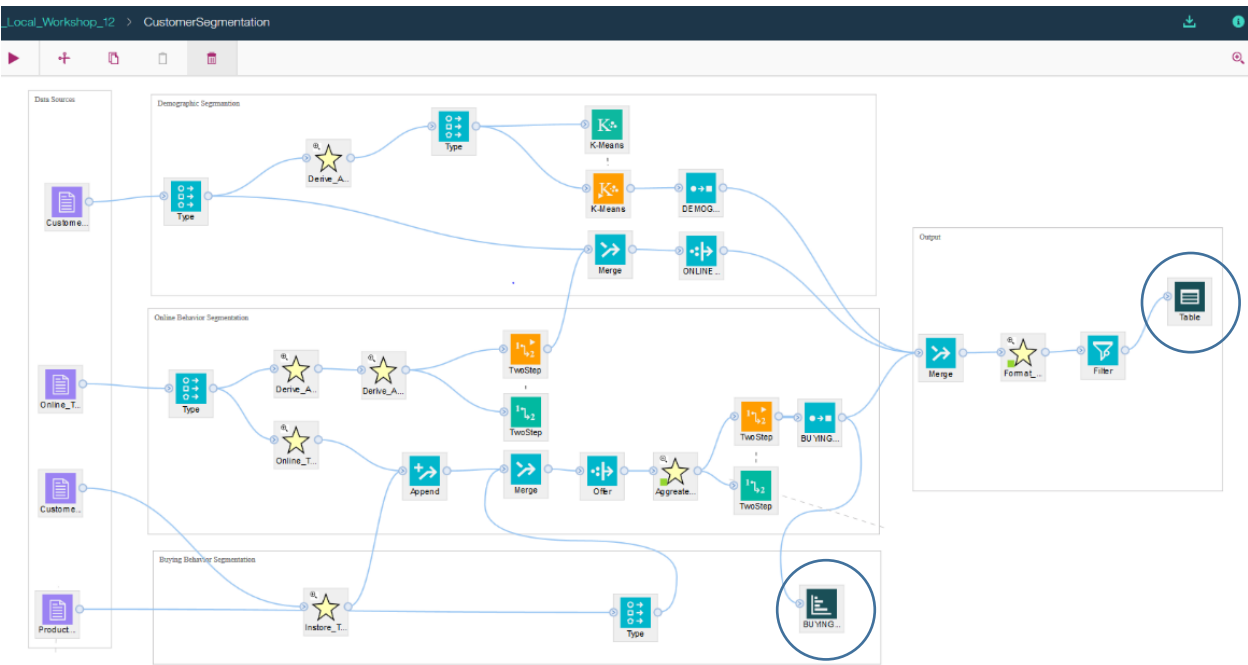 _Local_Workshop_12 > CustomerSegmentation
Data Sources
Demographic Segmantion
K-Means
Type
Derive_A...
Custome...
Type
K-Means
DEMOG...
Output
Merge
ONLINE...
Table
Online Behavior Segmentation
TwoStep
Merge
Format_...
Filter
Derive_A...
Derive_A...
Online_T...
Type
TwoStep
TwoStep
BUYING...
Online_T...
Append
Merge
Offer
Aggreate...
Custome...
TwoStep
Buying Behavior Segmentation
Product...
Instore_T...
Type
BUYING...